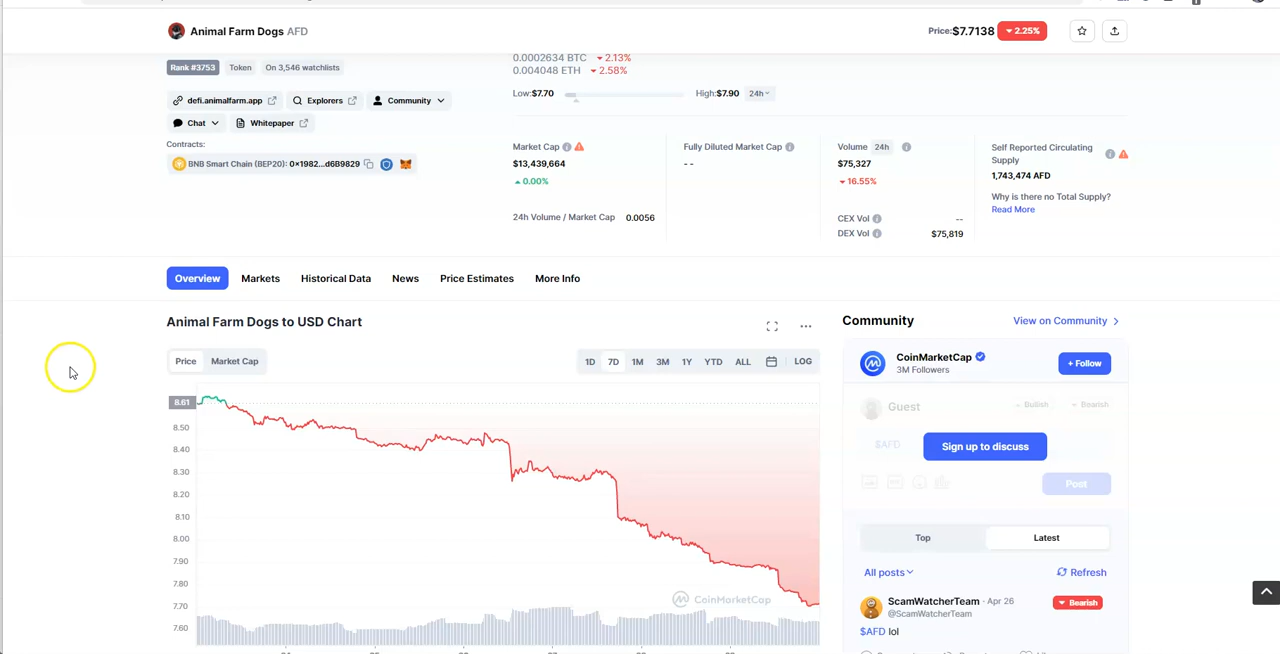 Animal Farm Dogs AFD
Price:$7.7138 2.25%
Rank #3753 Token On 3,546 watchlists
0.0002634 BTC 2.13%
0.004048 ETH 2.58%
Low:$7.70 High:$7.90 24h
defi.animalfarm.app Explorers Community
Chat Whitepaper
Contracts:
BNB Smart Chain (BEP20): 0x1982...d6B9829
Market Cap
$13,439,664
0.00%
24h Volume / Market Cap 0.0056
Fully Diluted Market Cap
- -
Volume 24h
$75,327
16.55%
CEX Vol --
DEX Vol $75,819
Self Reported Circulating
Supply
1,743,474 AFD
Why is there no Total Supply?
Read More
Overview Markets Historical Data News Price Estimates More Info
Animal Farm Dogs to USD Chart
Price Market Cap
1D 7D 1M 3M 1Y YTD ALL LOG
8.61
8.50
8.40
8.30
8.20
8.10
8.00
7.90
7.80
7.70
7.60
CoinMarketCap
Community View on Community
CoinMarketCap
3M Followers
+ Follow
Guest Bullish Bearish
$AFD
Sign up to discuss
Post
Top Latest
All posts Refresh
ScamWatcherTeam · Apr 26 Bearish
@ScamWatcherTeam
$AFD lol